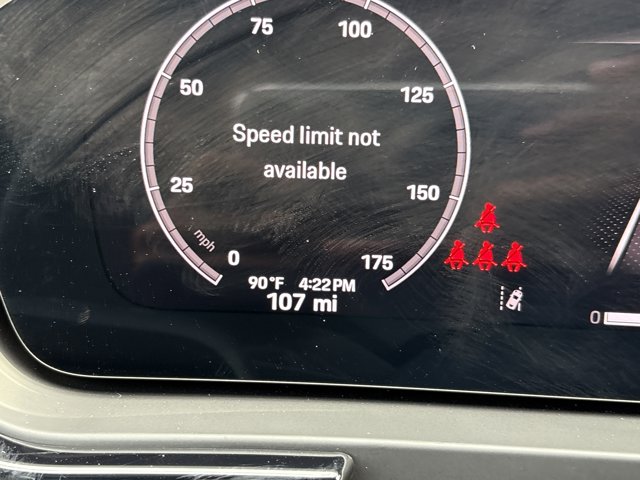 75 100
50 125
Speed limit not
available
25 150
mph
0 175
90°F 4:22PM
107 mi
0